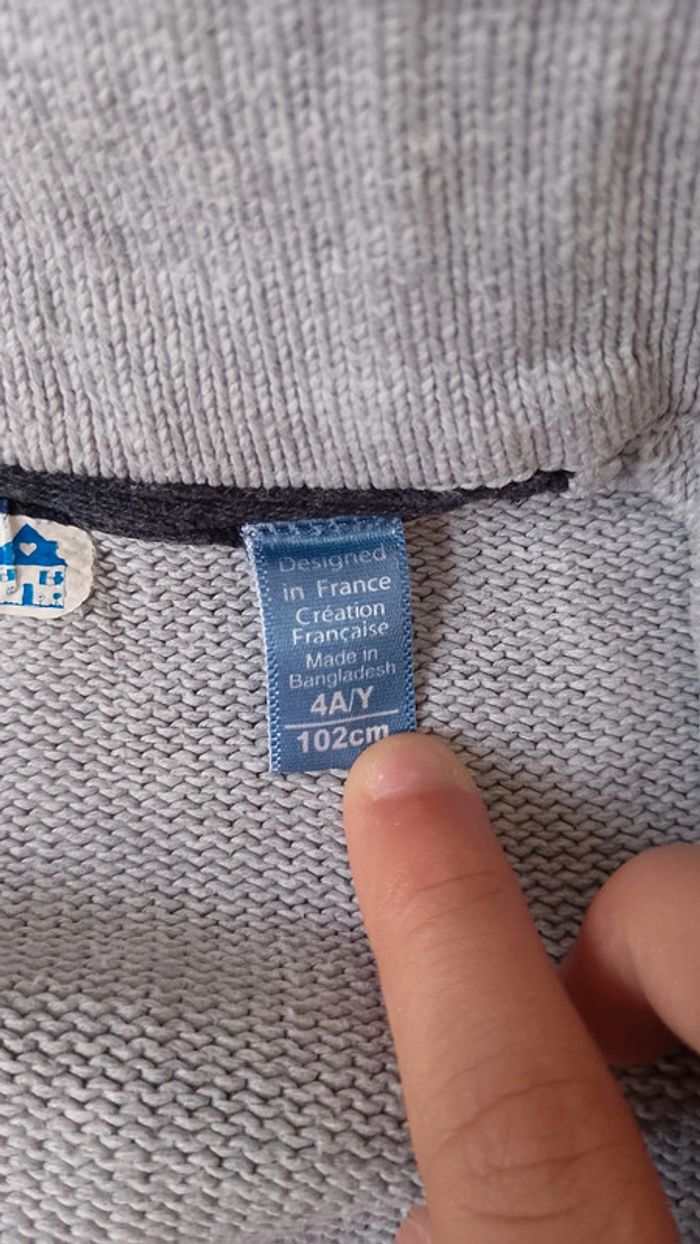 Designed
in France
Création
Française
Made in
Bangladesh
4A/Y
102cm